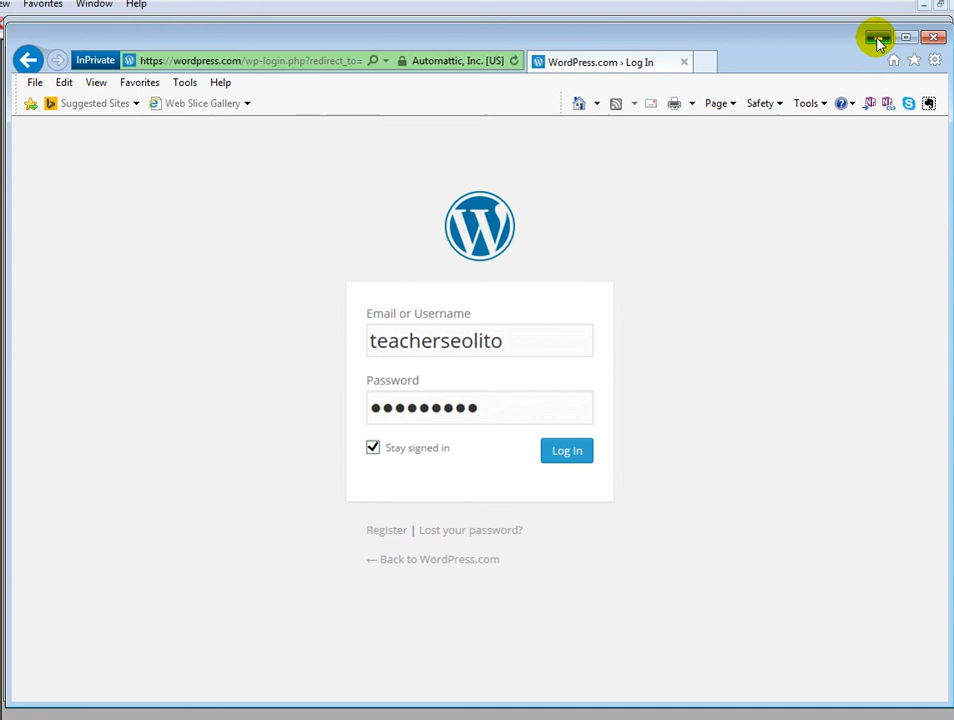 Favorites Window Help
InPrivate https://wordpress.com/wp-login.php?redirect_to= Automattic, Inc. [US] WordPress.com › Log In
File Edit View Favorites Tools Help
Suggested Sites Web Slice Gallery Page Safety Tools
W
Email or Username
teacherseolito
Password
Stay signed in Log In
Register | Lost your password?
← Back to WordPress.com